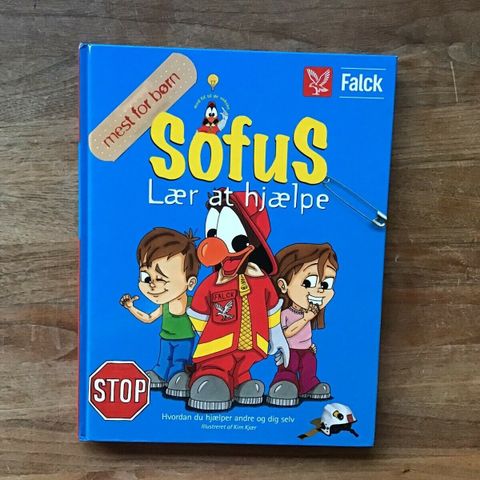 mest for børn
Falck
Sofus
Lær at hjælpe
FALCK
STOP
Hvordan du hjælper andre og dig selv
Illustreret af Kim Kjær